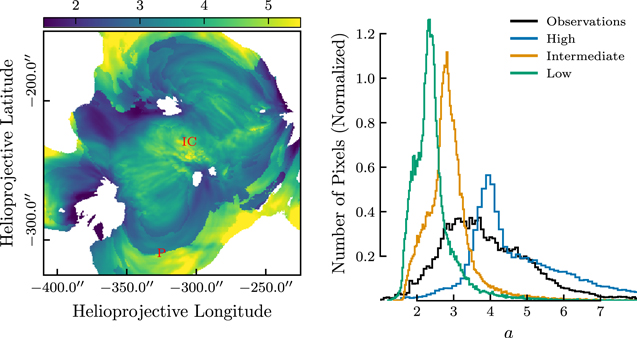 2 3 4 5
Helioprojective Latitude
−200.0″
−300.0″
IC
P
−400.0″ −350.0″ −300.0″ −250.0″
Helioprojective Longitude
Number of Pixels (Normalized)
1.2
1.0
0.8
0.6
0.4
0.2
Observations
High
Intermediate
Low
2 3 4 5 6 7
a